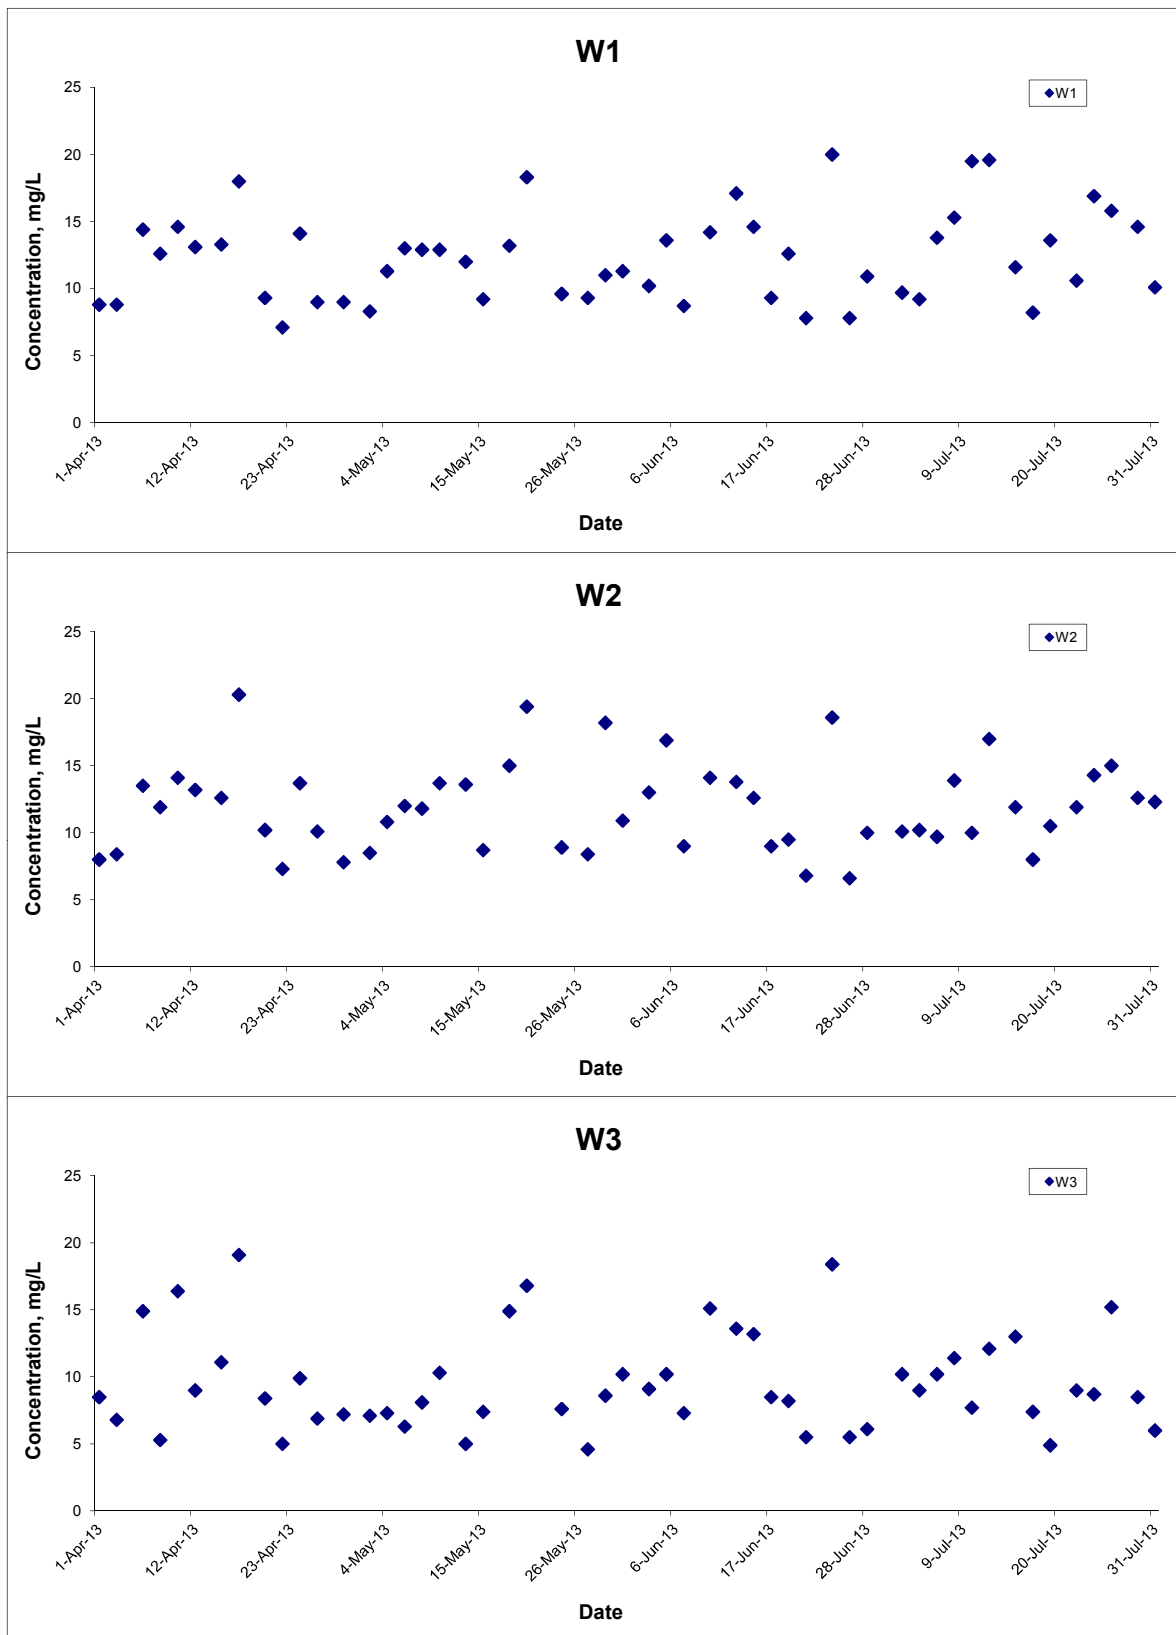 W1
W1
Concentration, mg/L
25
20
15
10
5
0
1-Apr-13
12-Apr-13
23-Apr-13
4-May-13
15-May-13
26-May-13
6-Jun-13
17-Jun-13
28-Jun-13
9-Jul-13
20-Jul-13
31-Jul-13
Date
W2
W2
Concentration, mg/L
25
20
15
10
5
0
1-Apr-13
12-Apr-13
23-Apr-13
4-May-13
15-May-13
26-May-13
6-Jun-13
17-Jun-13
28-Jun-13
9-Jul-13
20-Jul-13
31-Jul-13
Date
W3
W3
Concentration, mg/L
25
20
15
10
5
0
1-Apr-13
12-Apr-13
23-Apr-13
4-May-13
15-May-13
26-May-13
6-Jun-13
17-Jun-13
28-Jun-13
9-Jul-13
20-Jul-13
31-Jul-13
Date